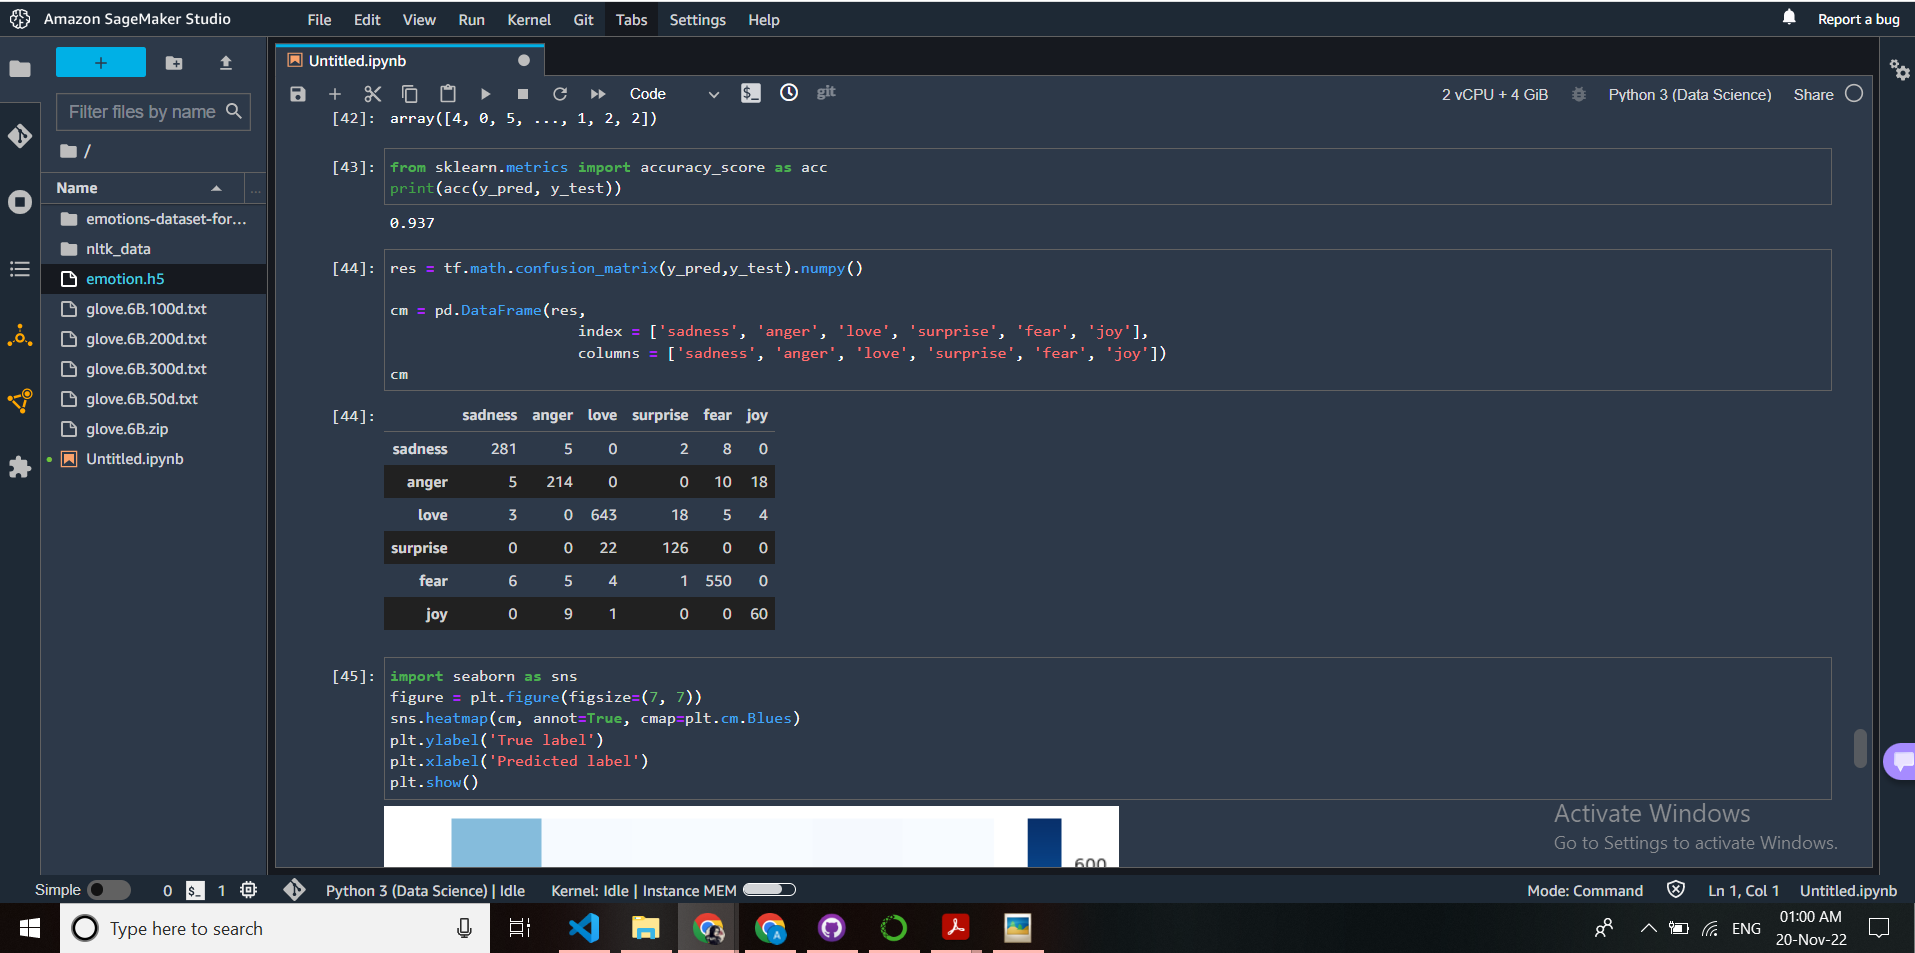 Amazon SageMaker Studio File Edit View Run Kernel Git Tabs Settings Help Report a bug
+
Filter files by name
/
Name ...
emotions-dataset-for...
nltk_data
emotion.h5
glove.6B.100d.txt
glove.6B.200d.txt
glove.6B.300d.txt
glove.6B.50d.txt
glove.6B.zip
Untitled.ipynb
Untitled.ipynb
Code $_ git 2 vCPU + 4 GiB Python 3 (Data Science) Share
[42]: array([4, 0, 5, ..., 1, 2, 2])
[43]: from sklearn.metrics import accuracy_score as acc
print(acc(y_pred, y_test))
0.937
[44]: res = tf.math.confusion_matrix(y_pred,y_test).numpy()
cm = pd.DataFrame(res,
index = ['sadness', 'anger', 'love', 'surprise', 'fear', 'joy'],
columns = ['sadness', 'anger', 'love', 'surprise', 'fear', 'joy'])
cm
[44]: sadness anger love surprise fear joy
sadness 281 5 0 2 8 0
anger 5 214 0 0 10 18
love 3 0 643 18 5 4
surprise 0 0 22 126 0 0
fear 6 5 4 1 550 0
joy 0 9 1 0 0 60
[45]: import seaborn as sns
figure = plt.figure(figsize=(7, 7))
sns.heatmap(cm, annot=True, cmap=plt.cm.Blues)
plt.ylabel('True label')
plt.xlabel('Predicted label')
plt.show()
600
Activate Windows
Go to Settings to activate Windows.
Simple 0 $_ 1 Python 3 (Data Science) | Idle Kernel: Idle | Instance MEM Mode: Command Ln 1, Col 1 Untitled.ipynb
Type here to search
A
ENG
01:00 AM
20-Nov-22